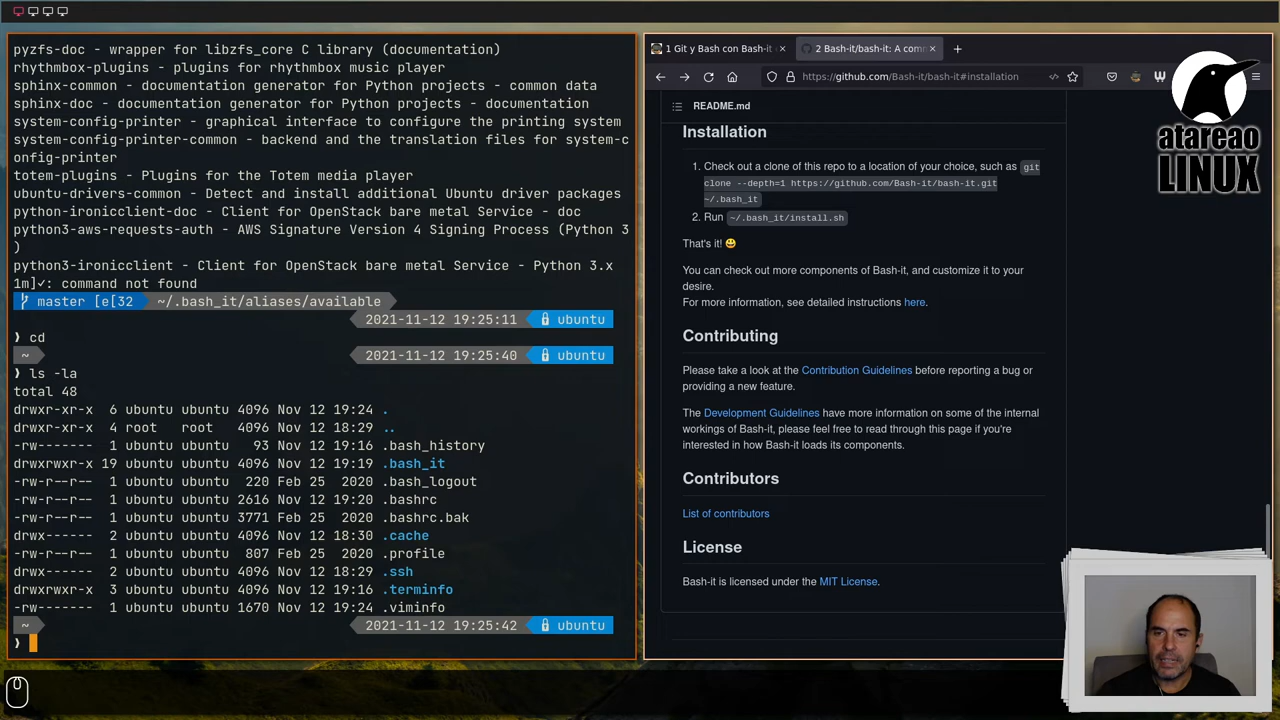 pyzfs-doc - wrapper for libzfs_core C library (documentation)
rhythmbox-plugins - plugins for rhythmbox music player
sphinx-common - documentation generator for Python projects - common data
sphinx-doc - documentation generator for Python projects - documentation
system-config-printer - graphical interface to configure the printing system
system-config-printer-common - backend and the translation files for system-c
onfig-printer
totem-plugins - Plugins for the Totem media player
ubuntu-drivers-common - Detect and install additional Ubuntu driver packages
python-ironicclient-doc - Client for OpenStack bare metal Service - doc
python3-aws-requests-auth - AWS Signature Version 4 Signing Process (Python 3
)
python3-ironicclient - Client for OpenStack bare metal Service - Python 3.x
1m]✓: command not found
master [e[32 ~/.bash_it/aliases/available
2021-11-12 19:25:11 ubuntu
❯ cd
~ 2021-11-12 19:25:40 ubuntu
❯ ls -la
total 48
drwxr-xr-x 6 ubuntu ubuntu 4096 Nov 12 19:24 .
drwxr-xr-x 4 root root 4096 Nov 12 18:29 ..
-rw------- 1 ubuntu ubuntu 93 Nov 12 19:16 .bash_history
drwxrwxr-x 19 ubuntu ubuntu 4096 Nov 12 19:19 .bash_it
-rw-r--r-- 1 ubuntu ubuntu 220 Feb 25 2020 .bash_logout
-rw-r--r-- 1 ubuntu ubuntu 2616 Nov 12 19:20 .bashrc
-rw-r--r-- 1 ubuntu ubuntu 3771 Feb 25 2020 .bashrc.bak
drwx------ 2 ubuntu ubuntu 4096 Nov 12 18:30 .cache
-rw-r--r-- 1 ubuntu ubuntu 807 Feb 25 2020 .profile
drwx------ 2 ubuntu ubuntu 4096 Nov 12 18:29 .ssh
drwxrwxr-x 3 ubuntu ubuntu 4096 Nov 12 19:16 .terminfo
-rw------- 1 ubuntu ubuntu 1670 Nov 12 19:24 .viminfo
~ 2021-11-12 19:25:42 ubuntu
❯
1 Git y Bash con Bash-it
2 Bash-it/bash-it: A com
https://github.com/Bash-it/bash-it#installation
README.md
Installation
1. Check out a clone of this repo to a location of your choice, such as git
clone --depth=1 https://github.com/Bash-it/bash-it.git
~/.bash_it
2. Run ~/.bash_it/install.sh
That's it! 😃
You can check out more components of Bash-it, and customize it to your
desire.
For more information, see detailed instructions here.
Contributing
Please take a look at the Contribution Guidelines before reporting a bug or
providing a new feature.
The Development Guidelines have more information on some of the internal
workings of Bash-it, please feel free to read through this page if you're
interested in how Bash-it loads its components.
Contributors
List of contributors
License
Bash-it is licensed under the MIT License.
atareao
LINUX